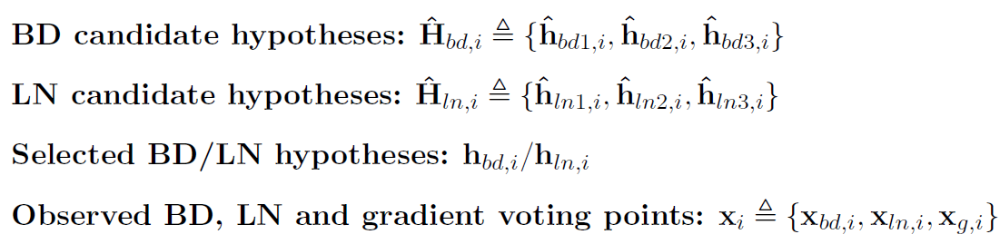 BD candidate hypotheses: Ĥ_{bd,i} ≜ {ĥ_{bd1,i}, ĥ_{bd2,i}, ĥ_{bd3,i}}
LN candidate hypotheses: Ĥ_{ln,i} ≜ {ĥ_{ln1,i}, ĥ_{ln2,i}, ĥ_{ln3,i}}
Selected BD/LN hypotheses: h_{bd,i}/h_{ln,i}
Observed BD, LN and gradient voting points: x_i ≜ {x_{bd,i}, x_{ln,i}, x_{g,i}}